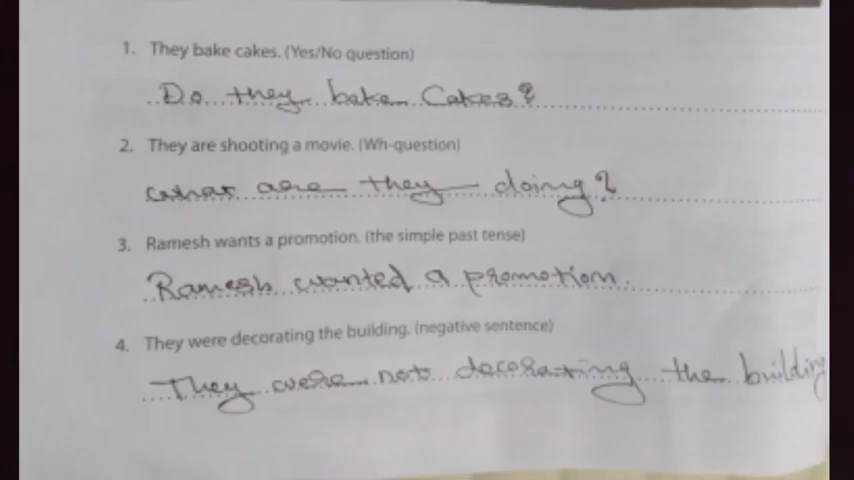 1. They bake cakes. (Yes/No question)
Do they bake Cakes?
2. They are shooting a movie. (Wh-question)
what are they doing?
3. Ramesh wants a promotion. (the simple past tense)
Ramesh wanted a promotion.
4. They were decorating the building. (negative sentence)
They were not decorating the building